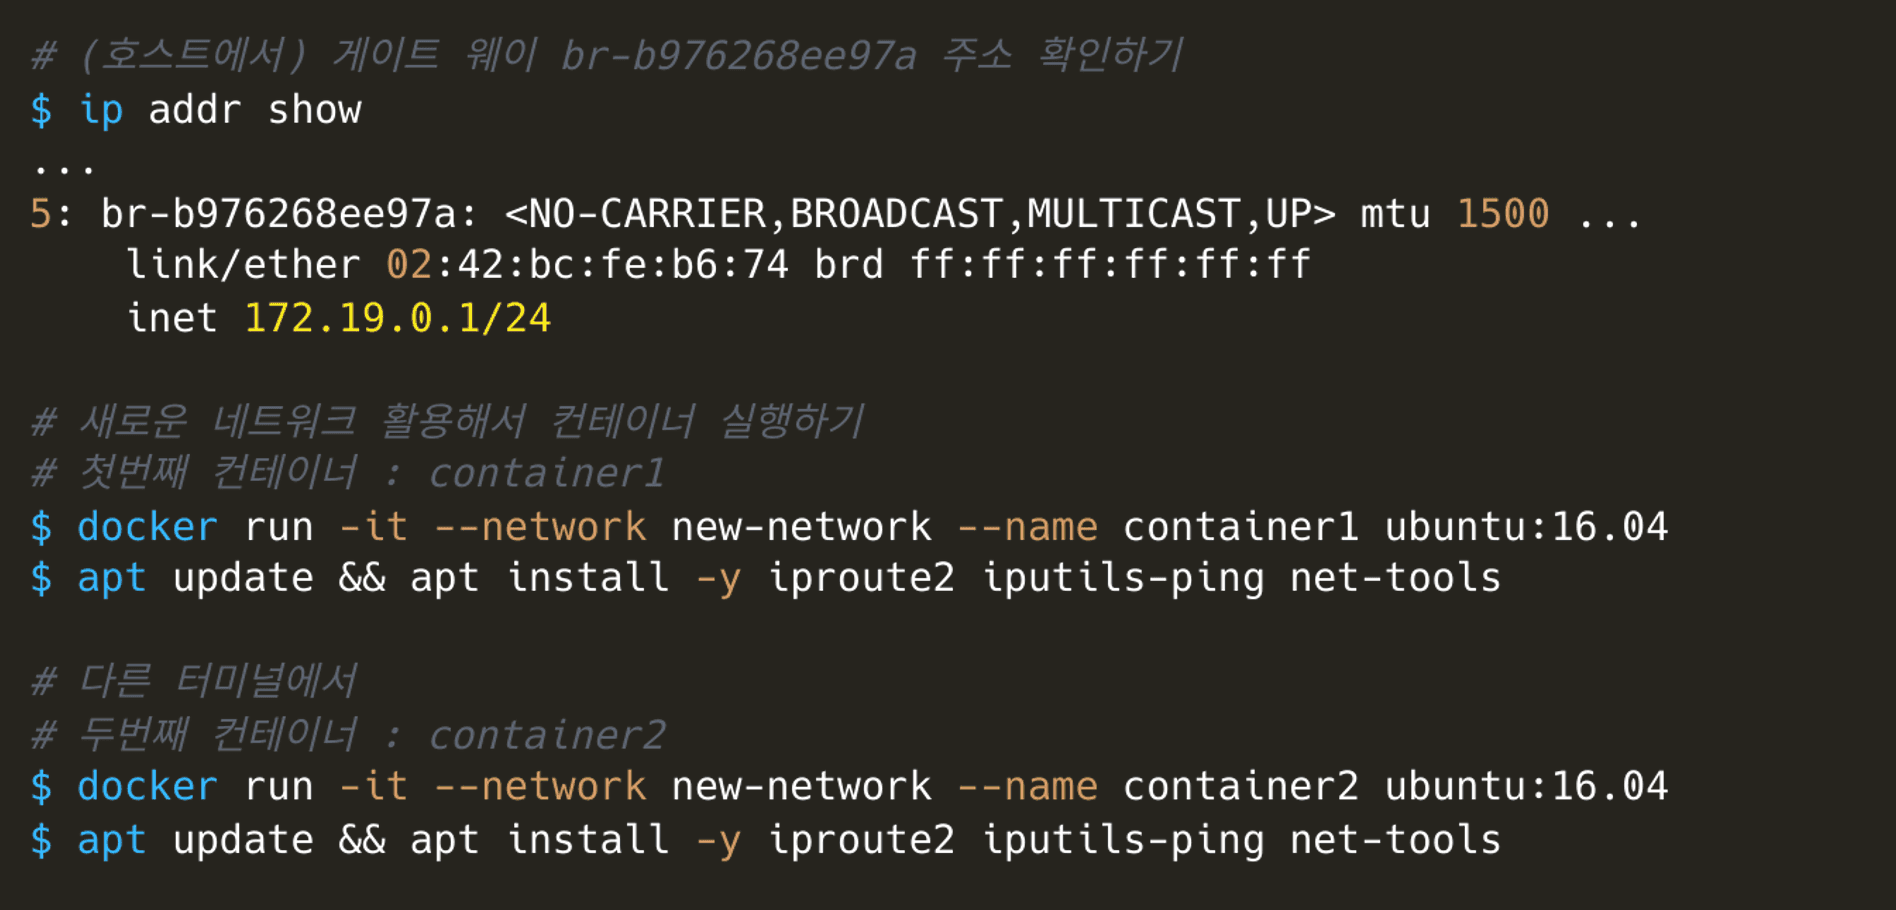 # (호스트에서) 게이트 웨이 br-b976268ee97a 주소 확인하기
$ ip addr show
...
5: br-b976268ee97a: <NO-CARRIER,BROADCAST,MULTICAST,UP> mtu 1500 ...
    link/ether 02:42:bc:fe:b6:74 brd ff:ff:ff:ff:ff:ff
    inet 172.19.0.1/24
# 새로운 네트워크 활용해서 컨테이너 실행하기
# 첫번째 컨테이너 : container1
$ docker run -it --network new-network --name container1 ubuntu:16.04
$ apt update && apt install -y iproute2 iputils-ping net-tools
# 다른 터미널에서
# 두번째 컨테이너 : container2
$ docker run -it --network new-network --name container2 ubuntu:16.04
$ apt update && apt install -y iproute2 iputils-ping net-tools